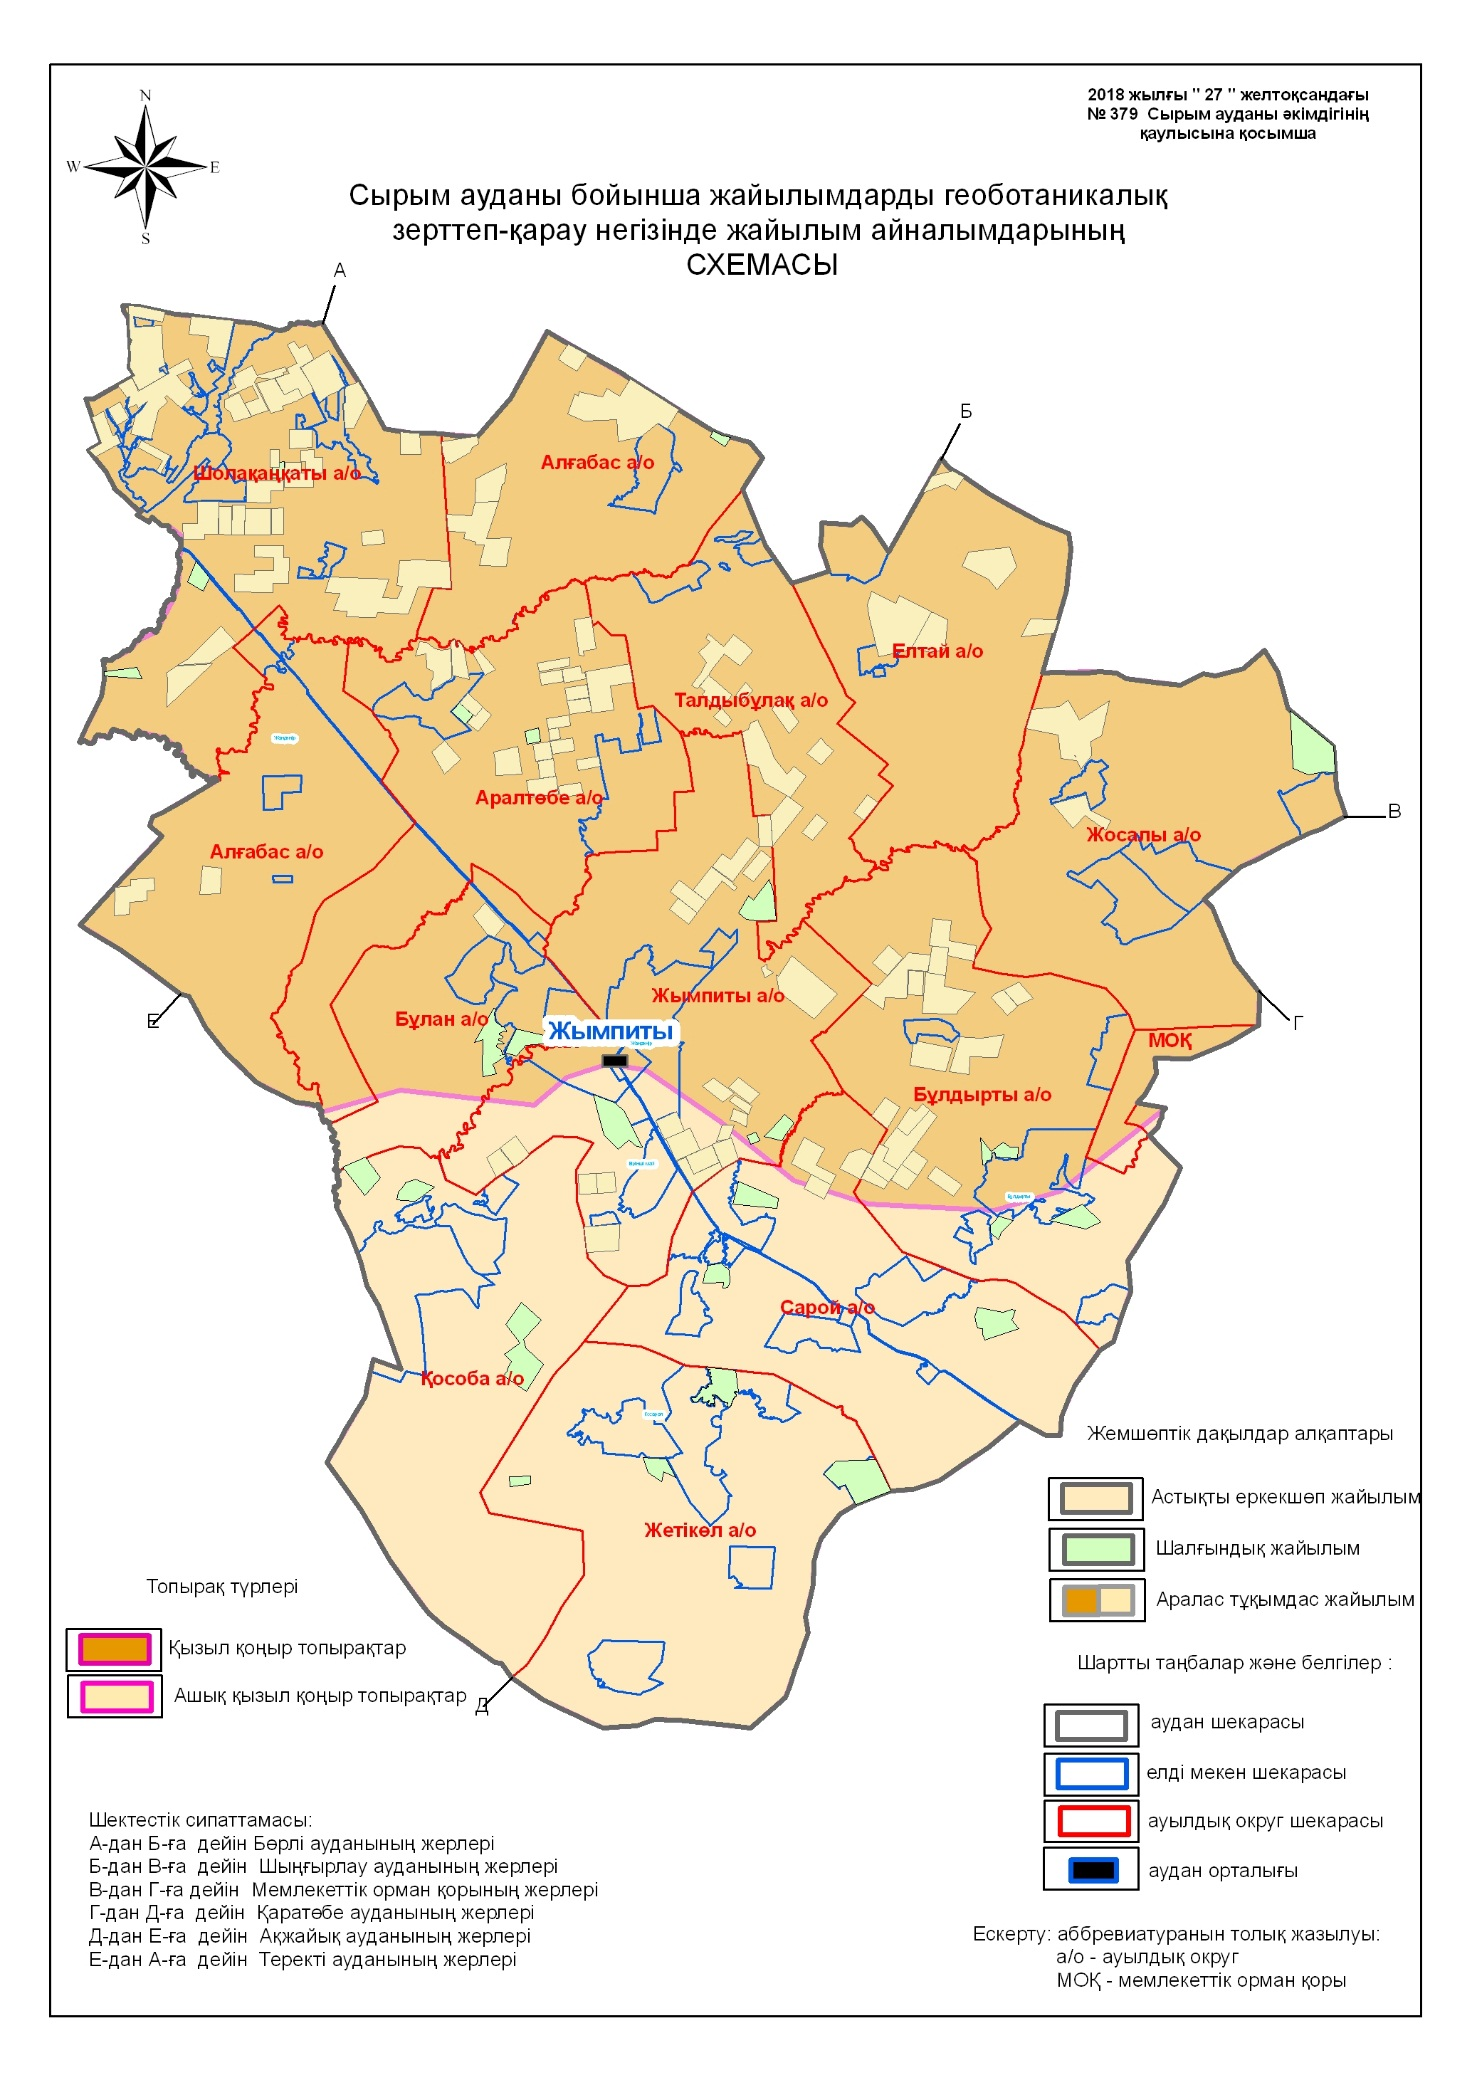 2018 жылғы " 27 " желтоқсандағы
№ 379 Сырым ауданы әкімдігінің
қаулысына қосымша
N
W
E
S
Сырым ауданы бойынша жайылымдарды геоботаникалық
зерттеп-қарау негізінде жайылым айналымдарының
СХЕМАСЫ
А
Б
Шолақаңқаты а/о
Алғабас а/о
Елтай а/о
Талдыбұлақ а/о
Аралтөбе а/о
В
Жосалы а/о
Алғабас а/о
Жымпиты а/о
Е
Бұлан а/о
Жымпиты
Г
МОҚ
Бұлдырты а/о
Сарой а/о
Қособа а/о
Жетікөл а/о
Д
Жемшөптік дақылдар алқаптары
Астықты еркекшөп жайылым
Шалғындық жайылым
Аралас тұқымдас жайылым
Топырақ түрлері
Қызыл қоңыр топырақтар
Ашық қызыл қоңыр топырақтар
Шартты таңбалар және белгілер :
аудан шекарасы
елді мекен шекарасы
ауылдық округ шекарасы
аудан орталығы
Шектестік сипаттамасы:
А-дан Б-ға дейін Бөрлі ауданының жерлері
Б-дан В-ға дейін Шыңғырлау ауданының жерлері
В-дан Г-ға дейін Мемлекеттік орман қорының жерлері
Г-дан Д-ға дейін Қаратөбе ауданының жерлері
Д-дан Е-ға дейін Ақжайық ауданының жерлері
Е-дан А-ға дейін Теректі ауданының жерлері
Ескерту: аббревиатуранын толық жазылуы:
а/о - ауылдық округ
МОҚ - мемлекеттік орман қоры